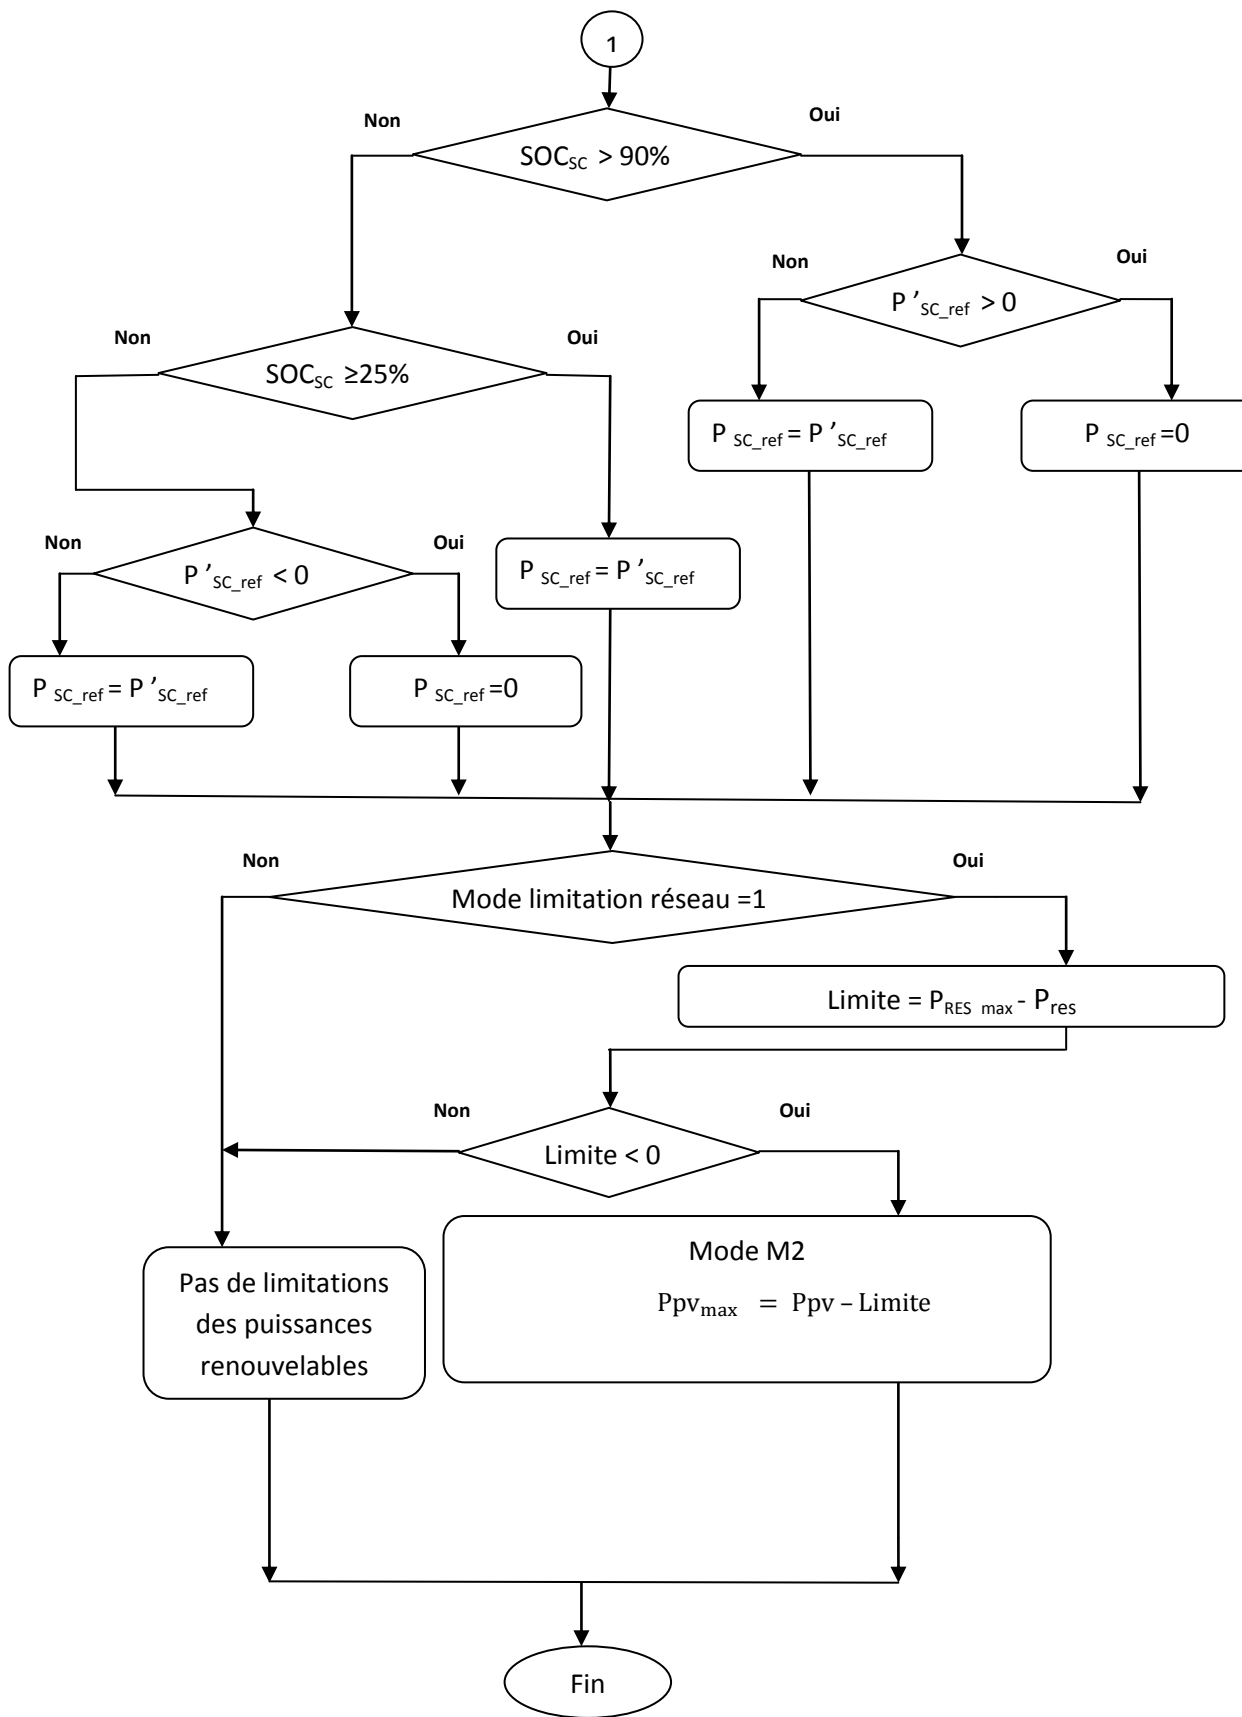 1
Non
Oui
SOC_SC > 90%
Non
Oui
P '_SC_ref > 0
Non
Oui
SOC_SC ≥25%
P _SC_ref = P '_SC_ref
P _SC_ref =0
Non
Oui
P '_SC_ref < 0
P _SC_ref = P '_SC_ref
P _SC_ref = P '_SC_ref
P _SC_ref =0
Non
Oui
Mode limitation réseau =1
Limite = P_RES_max - P_res
Non
Oui
Limite < 0
Mode M2
Ppv_max = Ppv – Limite
Pas de limitations
des puissances
renouvelables
Fin